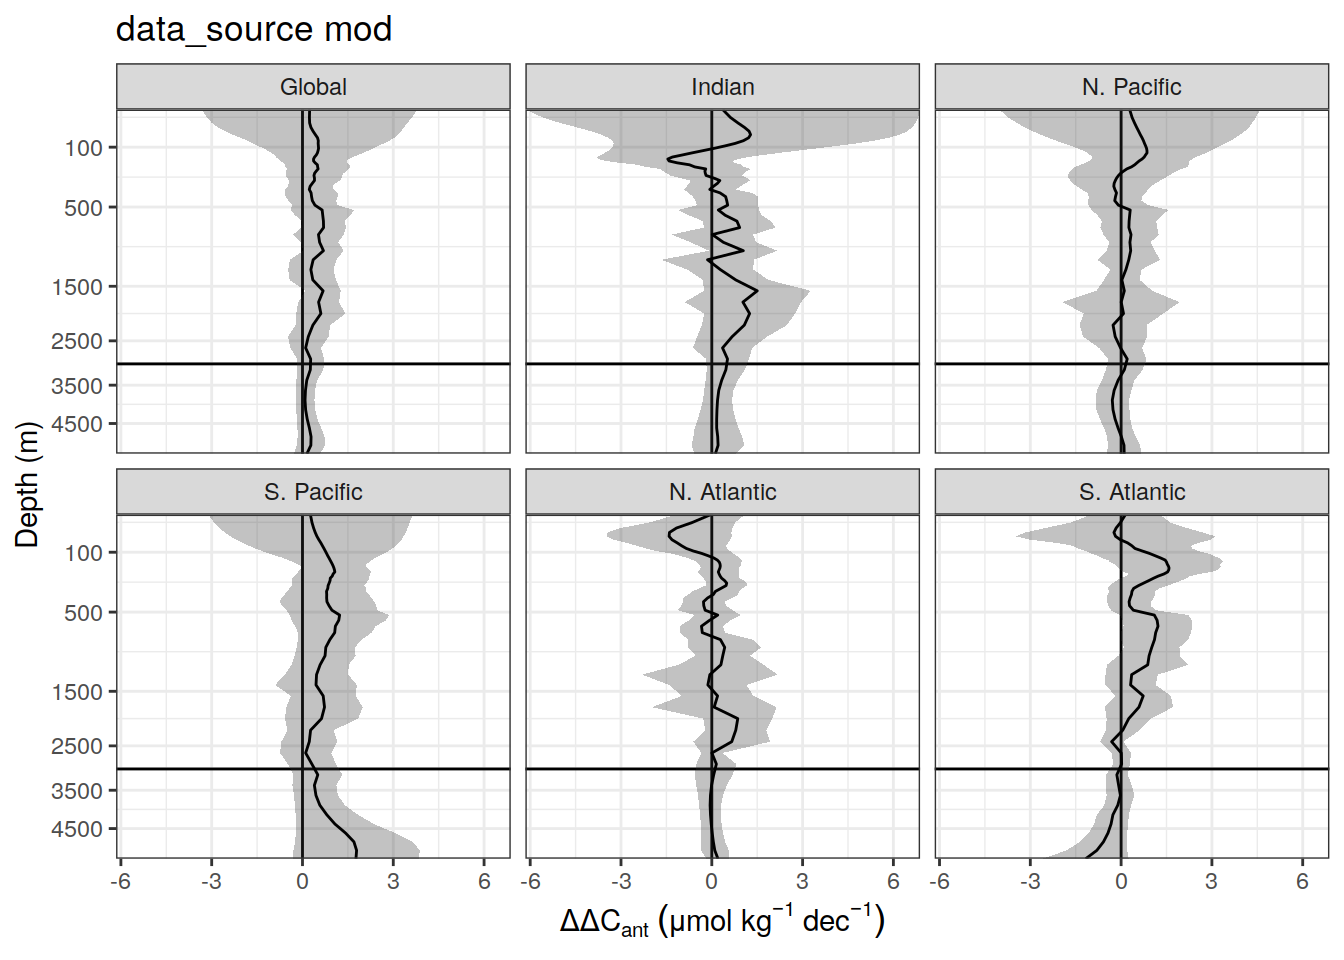 data_source mod
Global
Indian
N. Pacific
100
500
1500
2500
3500
4500
S. Pacific
N. Atlantic
S. Atlantic
100
500
1500
2500
3500
4500
Depth (m)
-6 -3 0 3 6
-6 -3 0 3 6
-6 -3 0 3 6
ΔΔC_ant (μmol kg⁻¹ dec⁻¹)